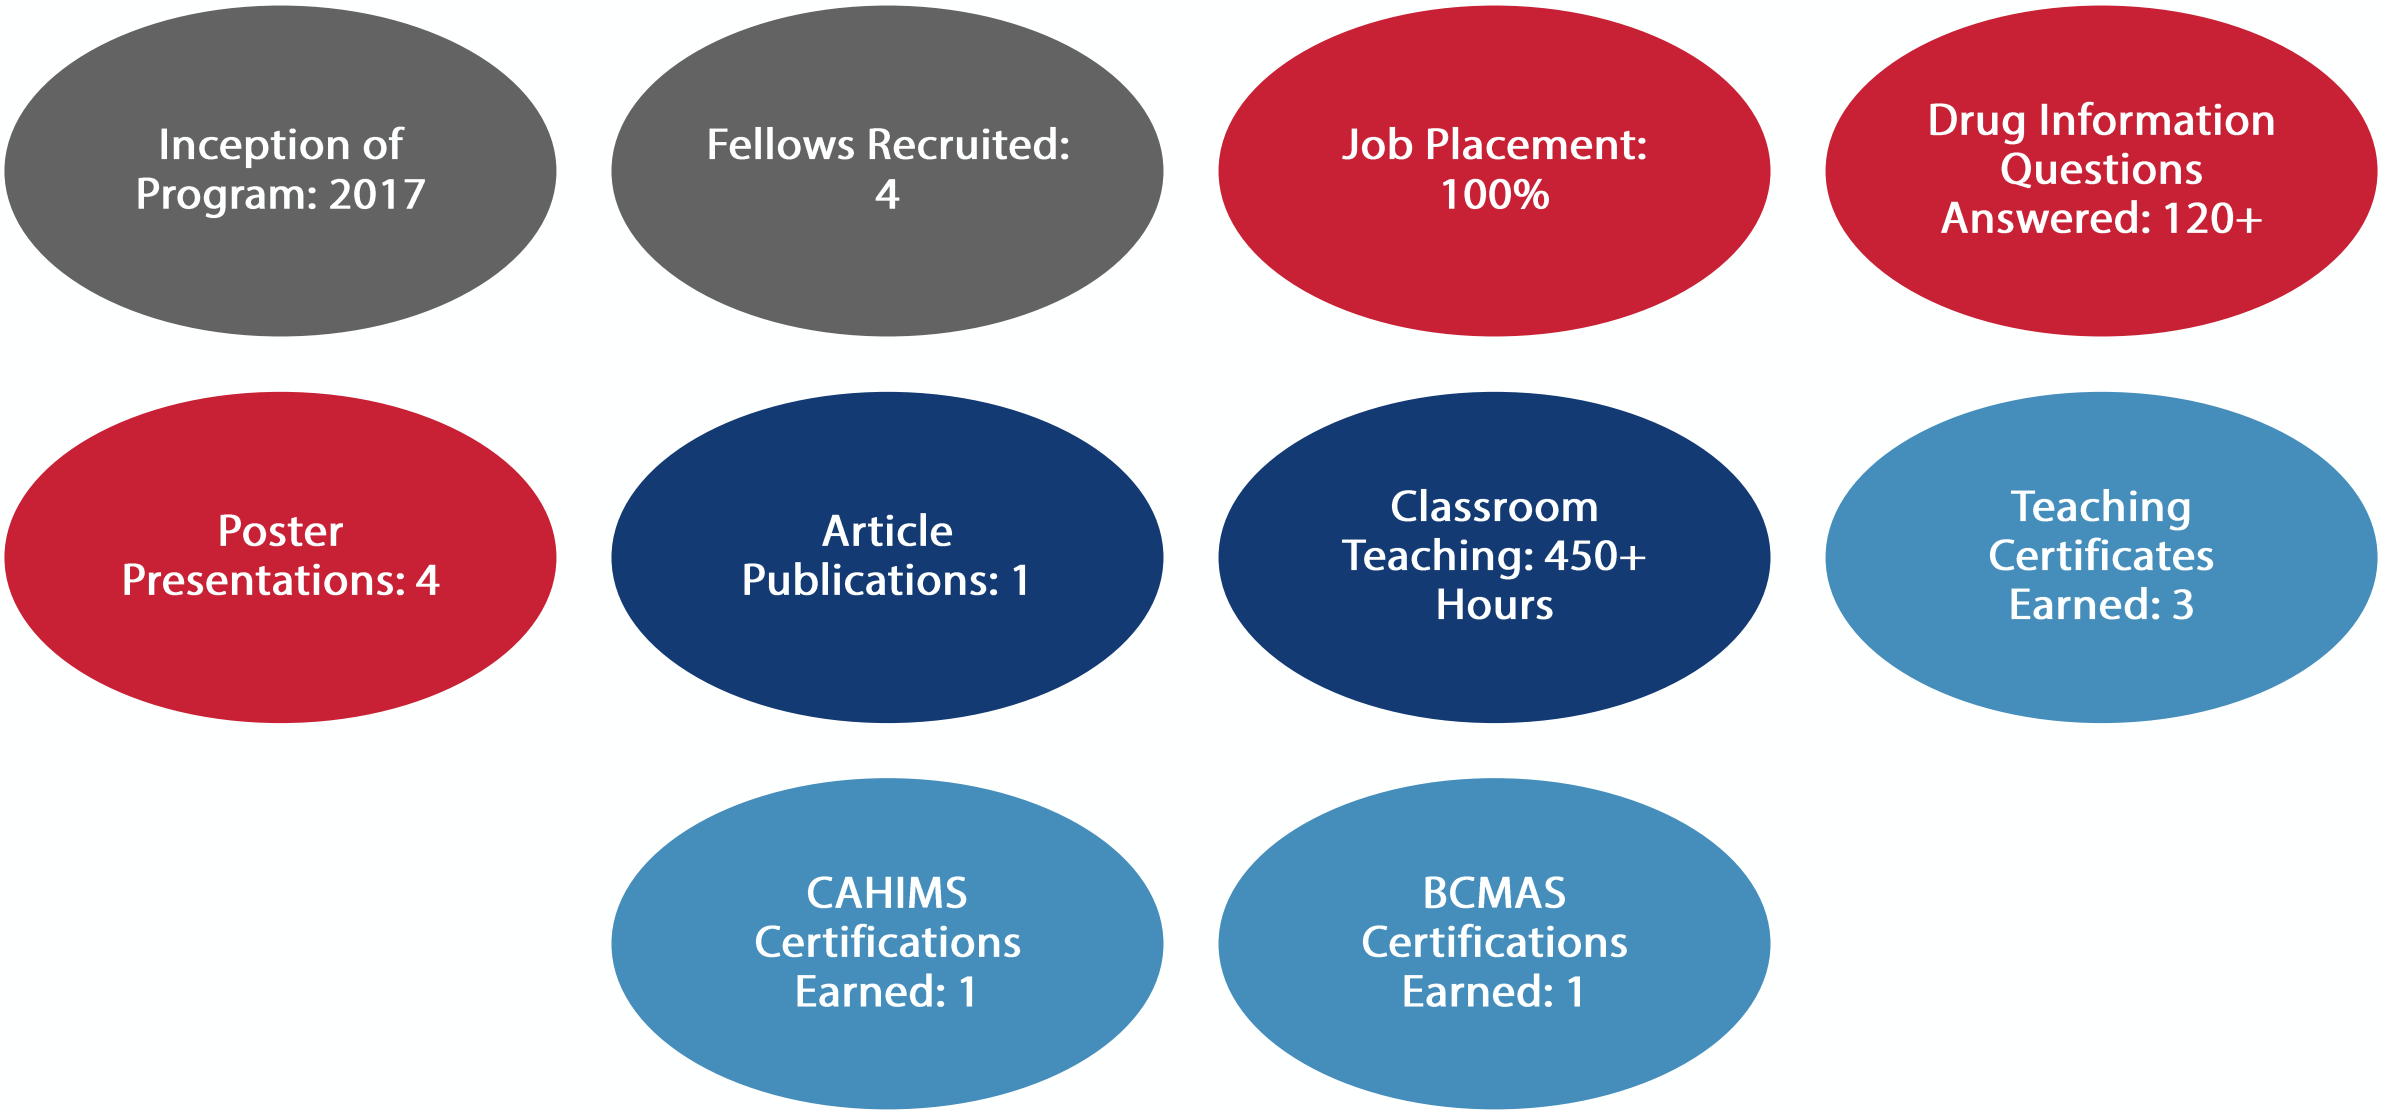 Inception of
Program: 2017
Fellows Recruited:
4
Job Placement:
100%
Drug Information
Questions
Answered: 120+
Poster
Presentations: 4
Article
Publications: 1
Classroom
Teaching: 450+
Hours
Teaching
Certificates
Earned: 3
CAHIMS
Certifications
Earned: 1
BCMAS
Certifications
Earned: 1